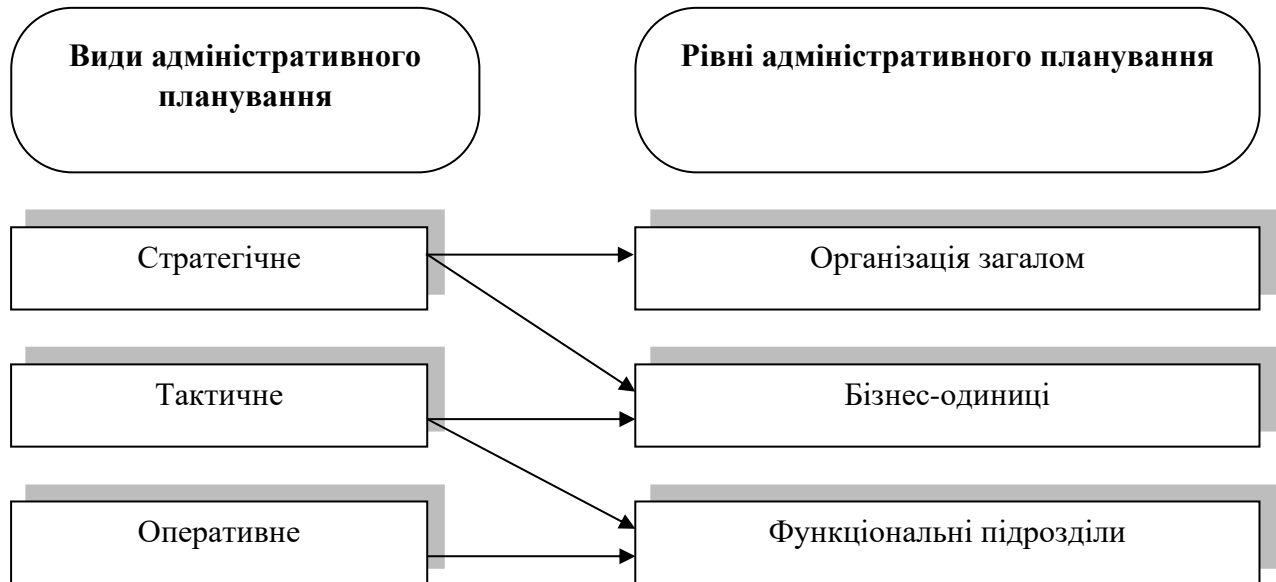 Види адміністративного
планування
Рівні адміністративного планування
Стратегічне
Організація загалом
Тактичне
Бізнес-одиниці
Оперативне
Функціональні підрозділи